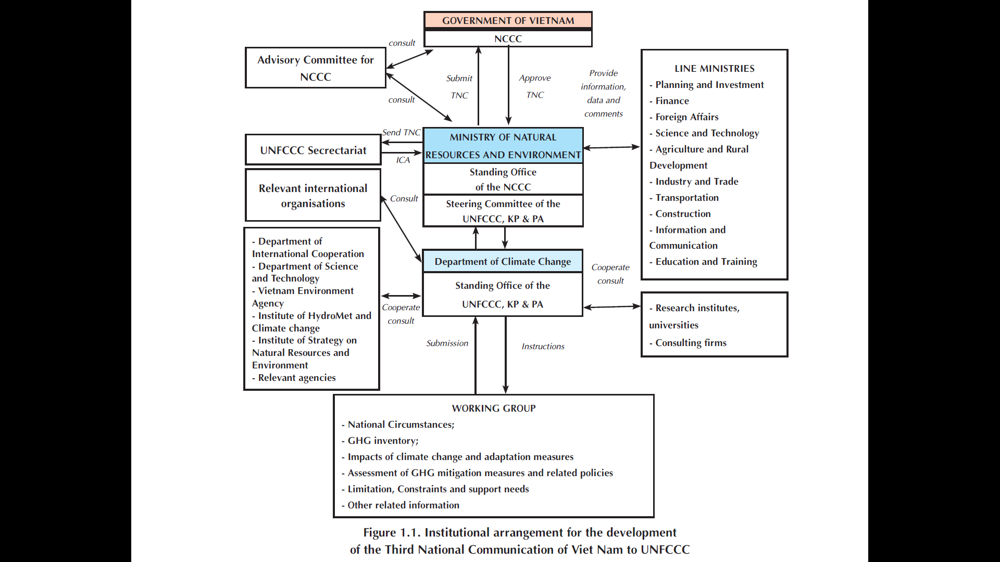 GOVERNMENT OF VIETNAM
NCCC
consult
Advisory Committee for
NCCC
consult
Submit
TNC
Approve
TNC
Provide
information,
data and
comments
LINE MINISTRIES
- Planning and Investment
- Finance
- Foreign Affairs
- Science and Technology
- Agriculture and Rural
Development
- Industry and Trade
- Transportation
- Construction
- Information and
Communication
- Education and Training
Send TNC
UNFCCC Secrectariat
ICA
MINISTRY OF NATURAL
RESOURCES AND ENVIRONMENT
Standing Office
of the NCCC
Steering Committee of the
UNFCCC, KP & PA
Relevant international
organisations
Consult
- Department of
International Cooperation
- Department of Science
and Technology
- Vietnam Environment
Agency
- Institute of HydroMet and
Climate change
- Institute of Strategy on
Natural Resources and
Environment
- Relevant agencies
Cooperate
consult
Department of Climate Change
Standing Office of the
UNFCCC, KP & PA
Cooperate
consult
- Research institutes,
universities
- Consulting firms
Submission
Instructions
WORKING GROUP
- National Circumstances;
- GHG inventory;
- Impacts of climate change and adaptation measures
- Assessment of GHG mitigation measures and related policies
- Limitation, Constraints and support needs
- Other related information
Figure 1.1. Institutional arrangement for the development
of the Third National Communication of Viet Nam to UNFCCC